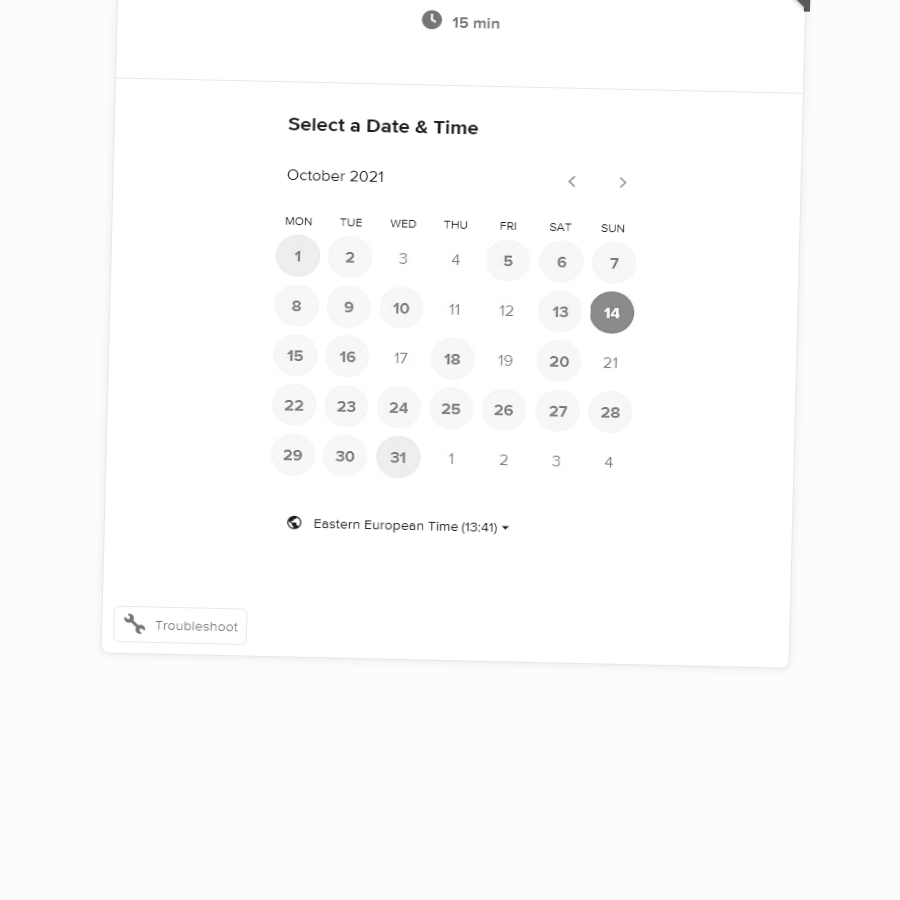 15 min
Select a Date & Time
October 2021
MON TUE WED THU FRI SAT SUN
1 2 3 4 5 6 7
8 9 10 11 12 13 14
15 16 17 18 19 20 21
22 23 24 25 26 27 28
29 30 31 1 2 3 4
Eastern European Time (13:41)
Troubleshoot